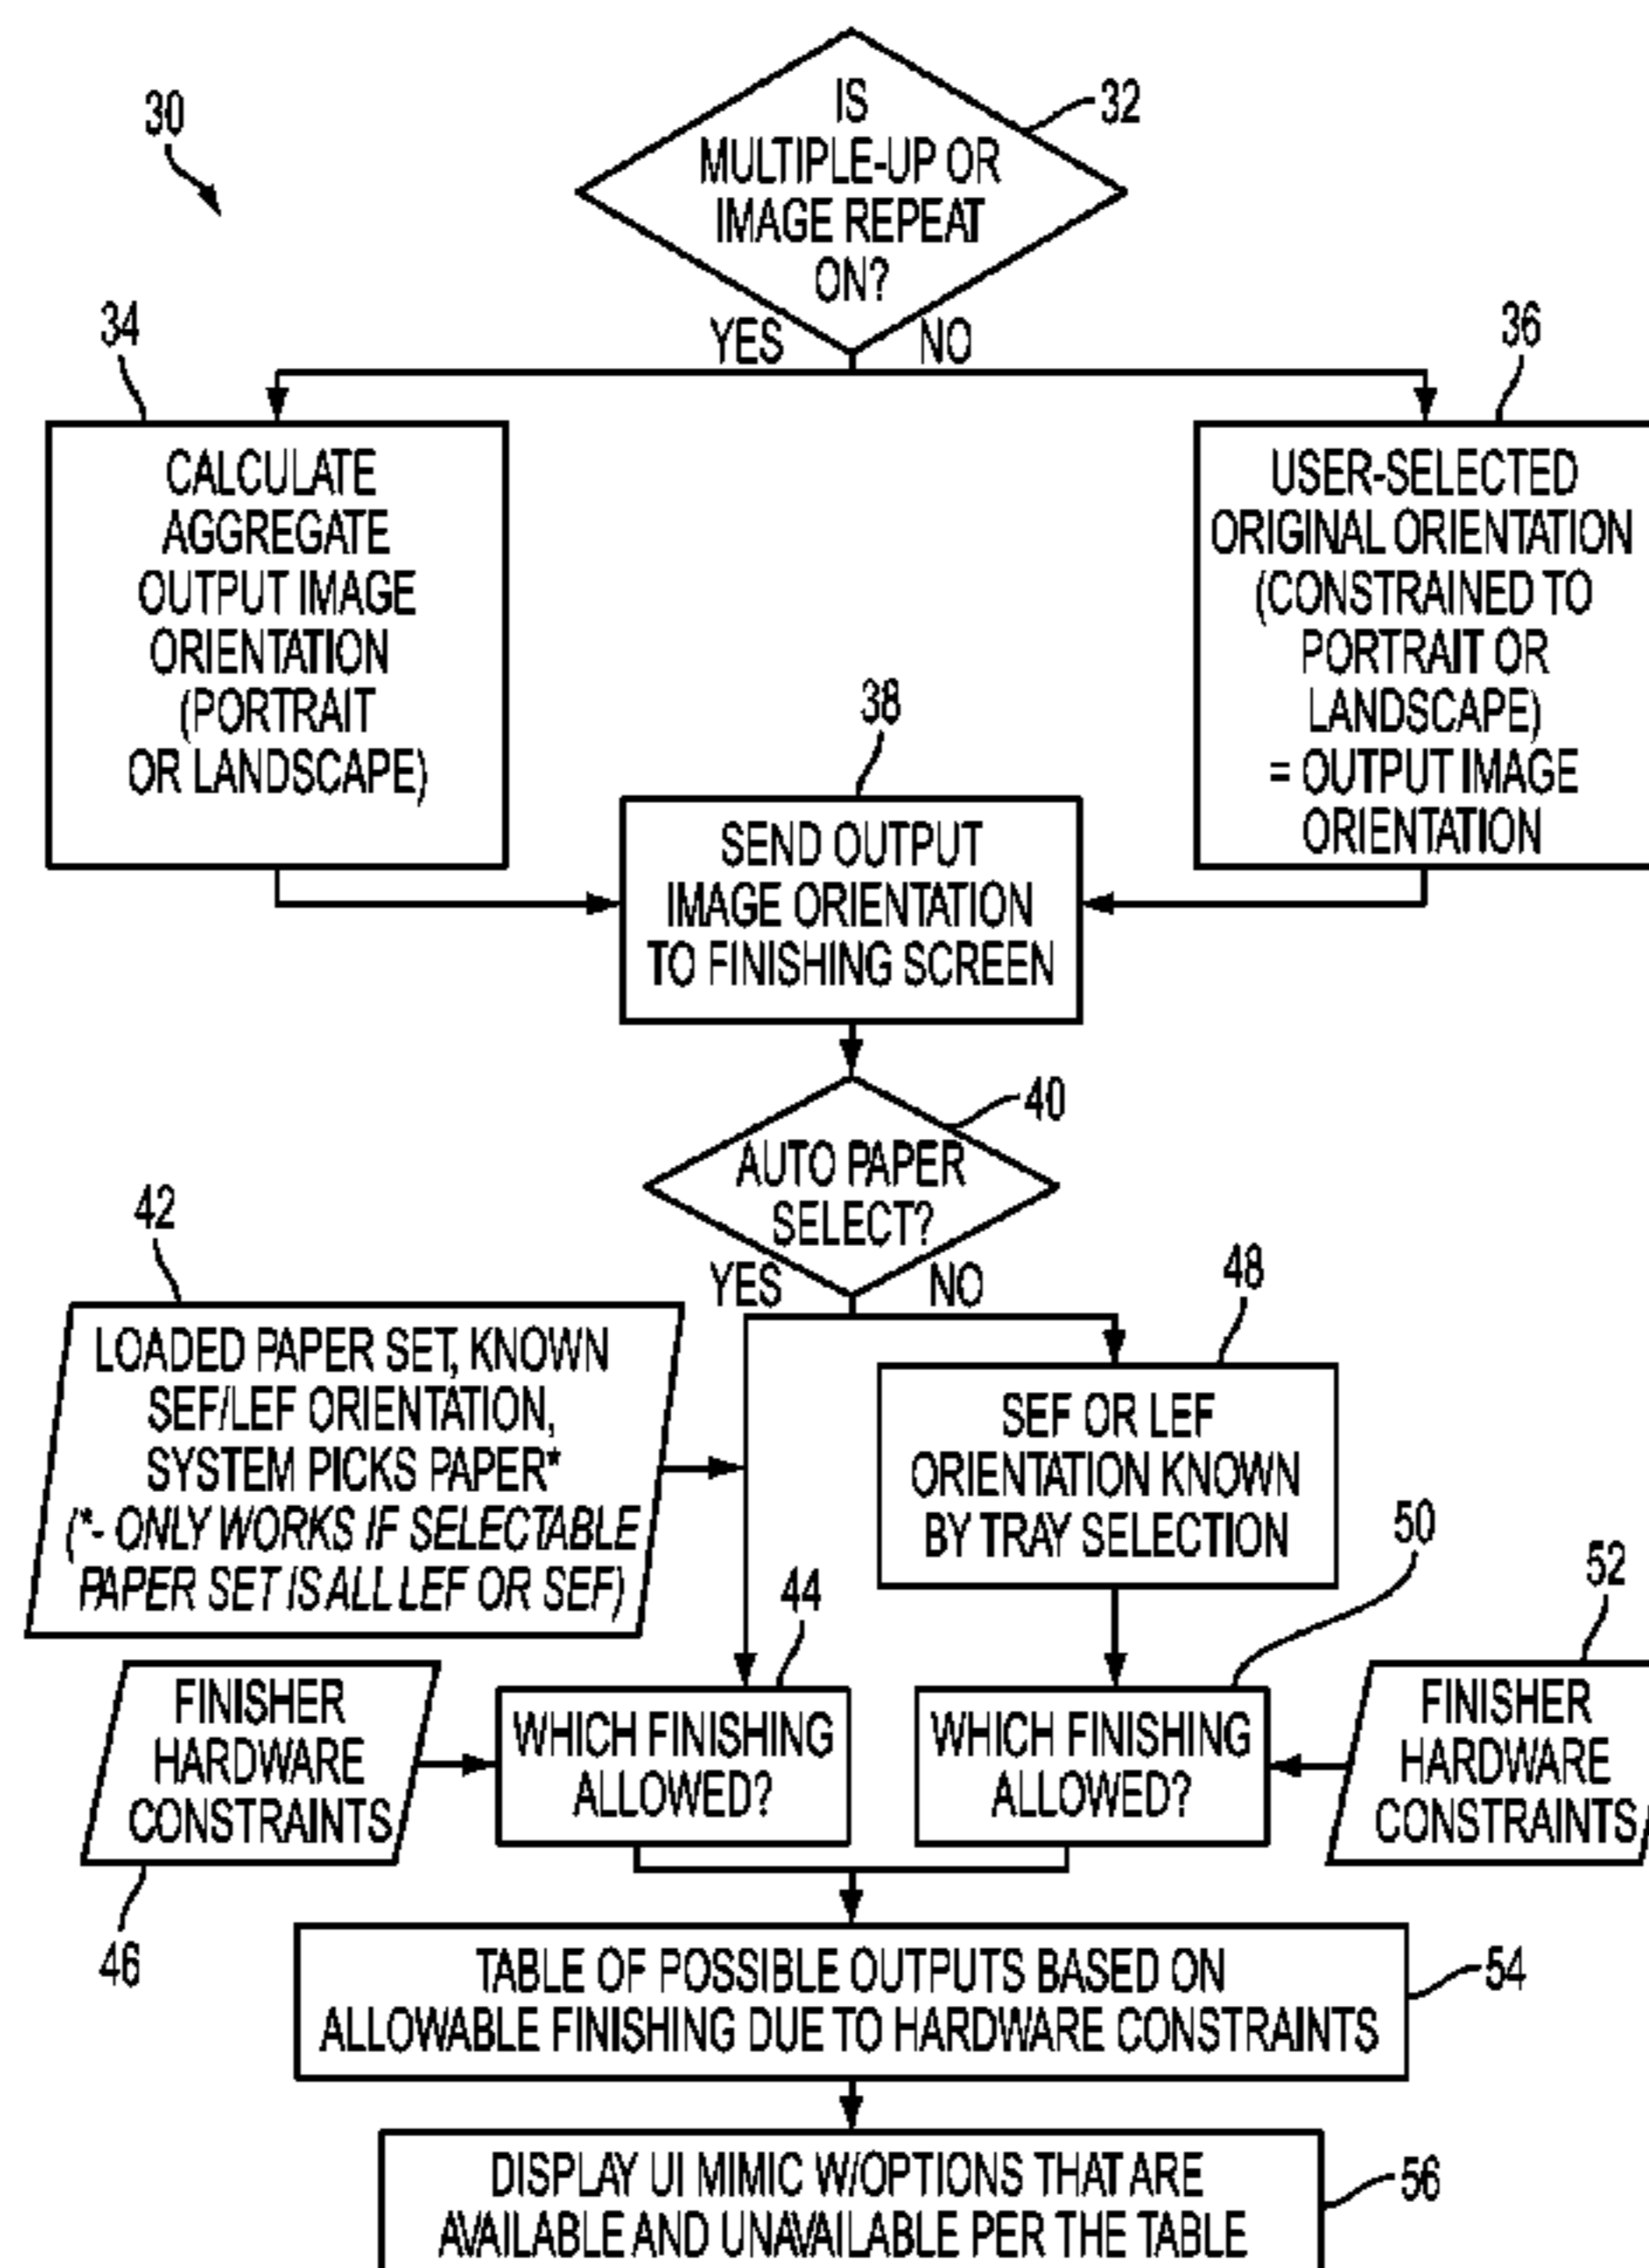 30
IS
MULTIPLE-UP OR
IMAGE REPEAT
ON?
32
YES
NO
34
CALCULATE
AGGREGATE
OUTPUT IMAGE
ORIENTATION
(PORTRAIT
OR LANDSCAPE)
36
USER-SELECTED
ORIGINAL ORIENTATION
(CONSTRAINED TO
PORTRAIT OR
LANDSCAPE)
= OUTPUT IMAGE
ORIENTATION
38
SEND OUTPUT
IMAGE ORIENTATION
TO FINISHING SCREEN
40
AUTO PAPER
SELECT?
YES
NO
42
LOADED PAPER SET, KNOWN
SEF/LEF ORIENTATION,
SYSTEM PICKS PAPER*
(*- ONLY WORKS IF SELECTABLE
PAPER SET IS ALL LEF OR SEF)
48
SEF OR LEF
ORIENTATION KNOWN
BY TRAY SELECTION
46
FINISHER
HARDWARE
CONSTRAINTS
44
WHICH FINISHING
ALLOWED?
50
WHICH FINISHING
ALLOWED?
52
FINISHER
HARDWARE
CONSTRAINTS
TABLE OF POSSIBLE OUTPUTS BASED ON
ALLOWABLE FINISHING DUE TO HARDWARE CONSTRAINTS
54
DISPLAY UI MIMIC W/OPTIONS THAT ARE
AVAILABLE AND UNAVAILABLE PER THE TABLE
56